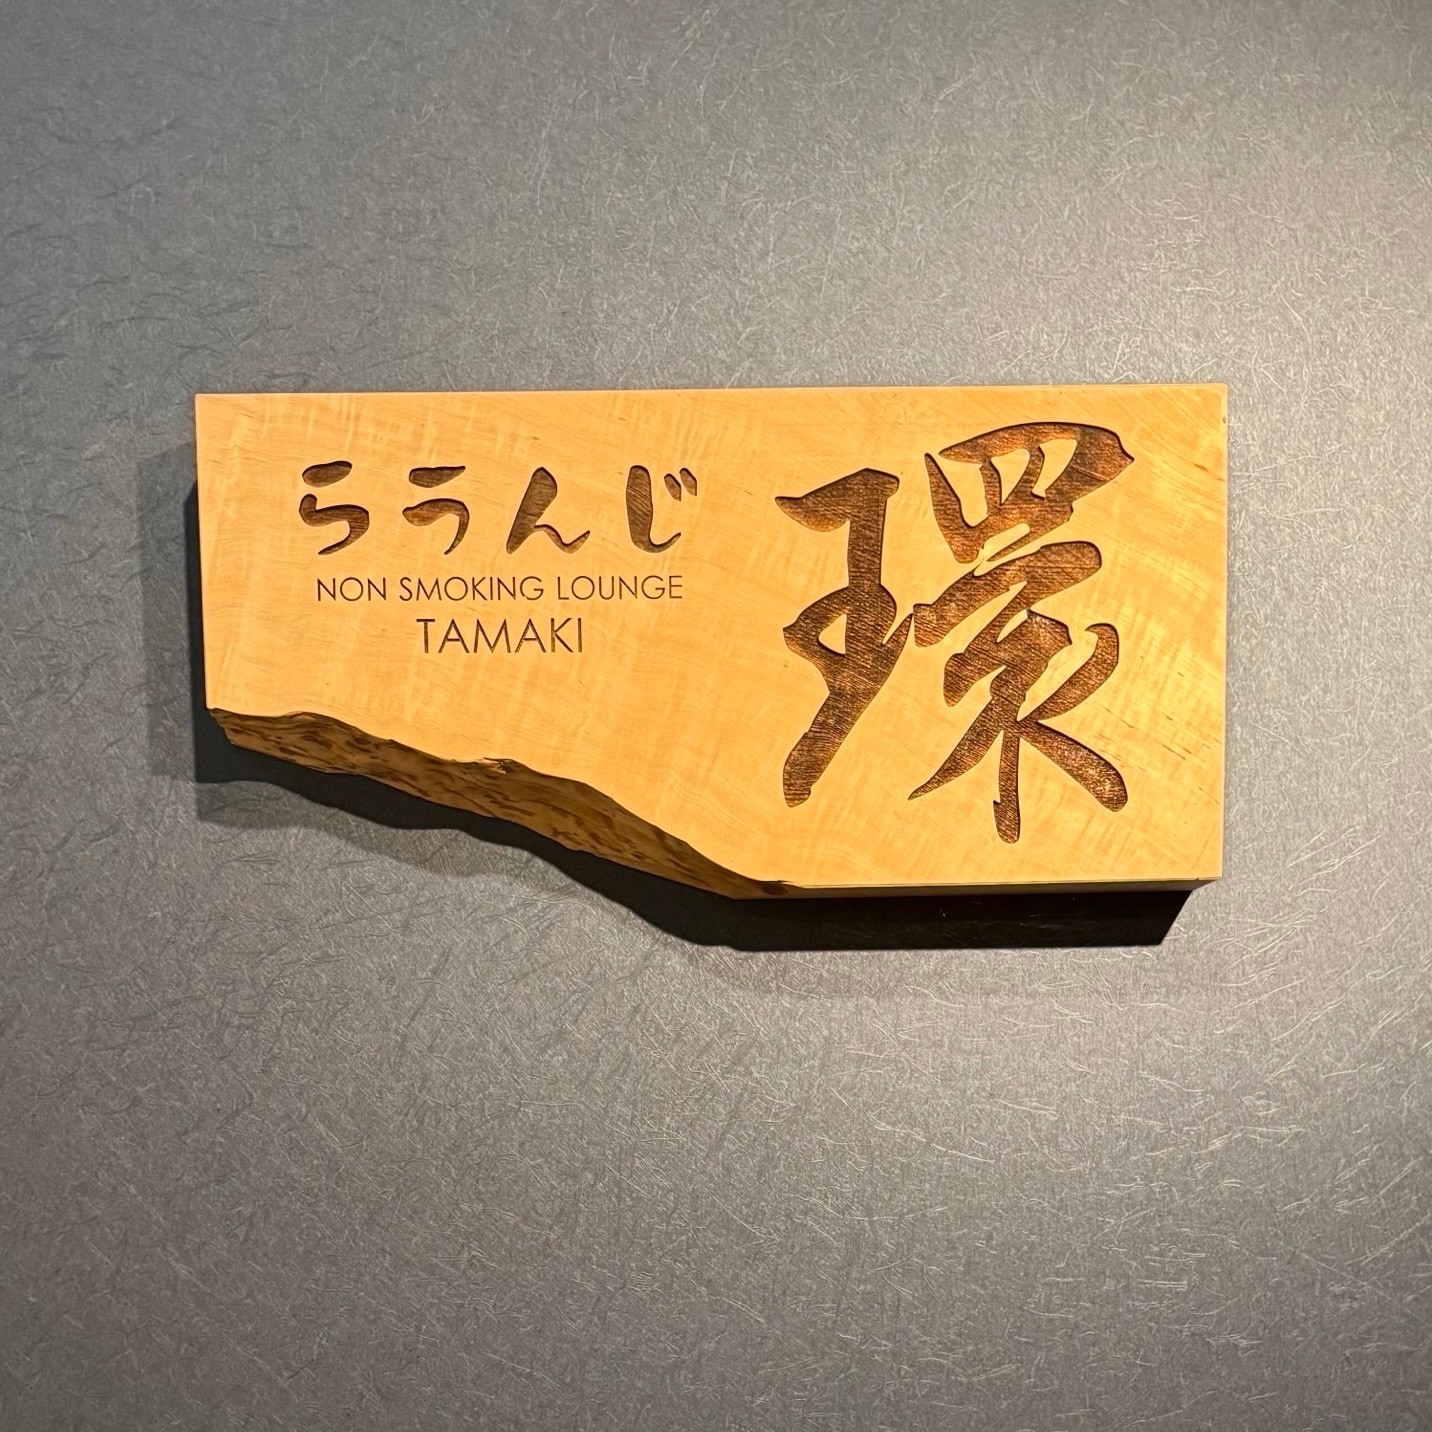 らうんじ
NON SMOKING LOUNGE
TAMAKI
環